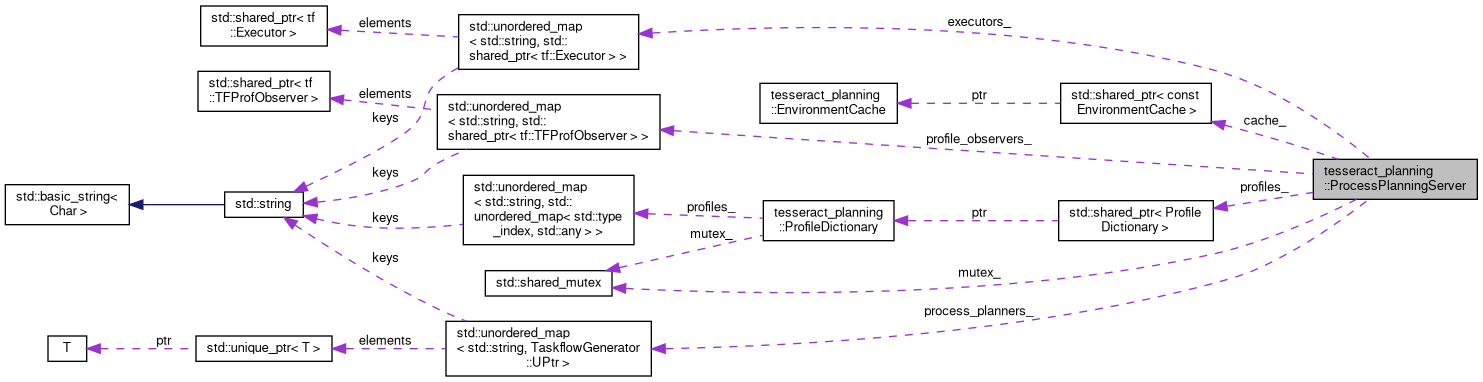 std::shared_ptr< tf
::Executor >
elements
std::unordered_map
< std::string, std::
shared_ptr< tf::Executor > >
executors_
std::shared_ptr< tf
::TFProfObserver >
elements
keys
std::unordered_map
< std::string, std::
shared_ptr< tf::TFProfObserver > >
tesseract_planning
::EnvironmentCache
ptr
std::shared_ptr< const
EnvironmentCache >
cache_
profile_observers_
tesseract_planning
::ProcessPlanningServer
std::basic_string<
Char >
std::string
keys
keys
std::unordered_map
< std::string, std::
unordered_map< std::type
_index, std::any > >
profiles_
mutex_
tesseract_planning
::ProfileDictionary
ptr
std::shared_ptr< Profile
Dictionary >
profiles_
keys
std::shared_mutex
mutex_
process_planners_
T
ptr
std::unique_ptr< T >
elements
std::unordered_map
< std::string, TaskflowGenerator
::UPtr >